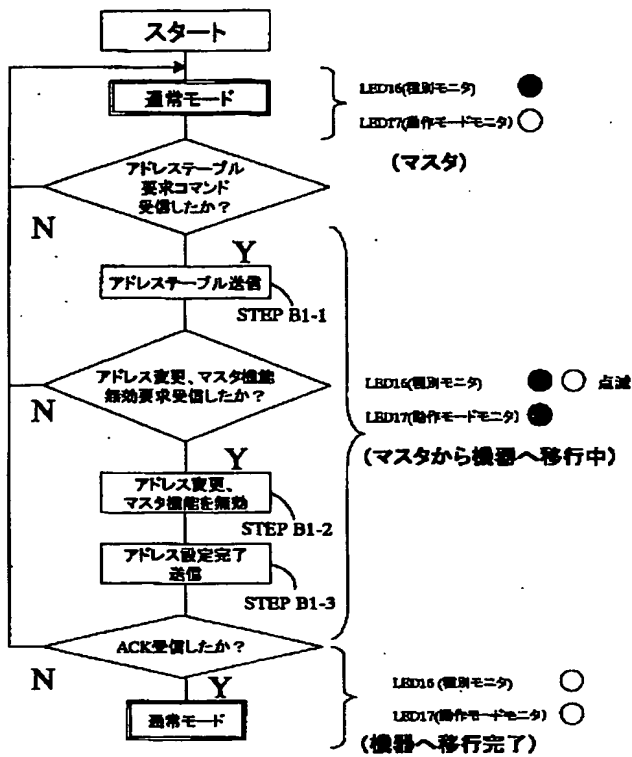 スタート
通常モード
LED16(種別モニタ)
LED17(動作モードモニタ)
(マスタ)
アドレステーブル
要求コマンド
受信したか？
N
Y
アドレステーブル送信
STEP B1-1
アドレス変更、マスタ機能
無効要求受信したか？
N
Y
LED16(種別モニタ)
点滅
LED17(動作モードモニタ)
(マスタから機器へ移行中)
アドレス変更、
マスタ機能を無効
STEP B1-2
アドレス設定完了
送信
STEP B1-3
ACK受信したか？
N
Y
通常モード
LED16 (種別モニタ)
LED17(動作モードモニタ)
(機器へ移行完了)